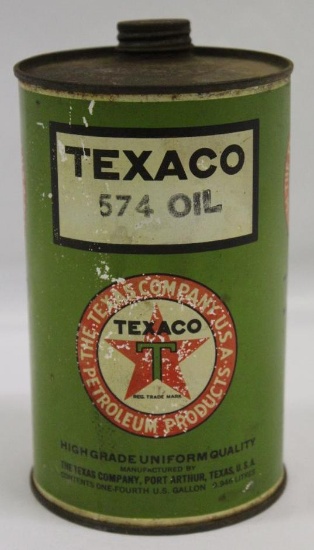 TEXACO
574 OIL
THE TEXAS COMPANY U.S.A.
TEXACO
T
REG. TRADE MARK
PETROLEUM PRODUCTS
HIGH GRADE UNIFORM QUALITY
MANUFACTURED BY
THE TEXAS COMPANY, PORT ARTHUR, TEXAS, U.S.A.
CONTENTS ONE-FOURTH U.S. GALLON